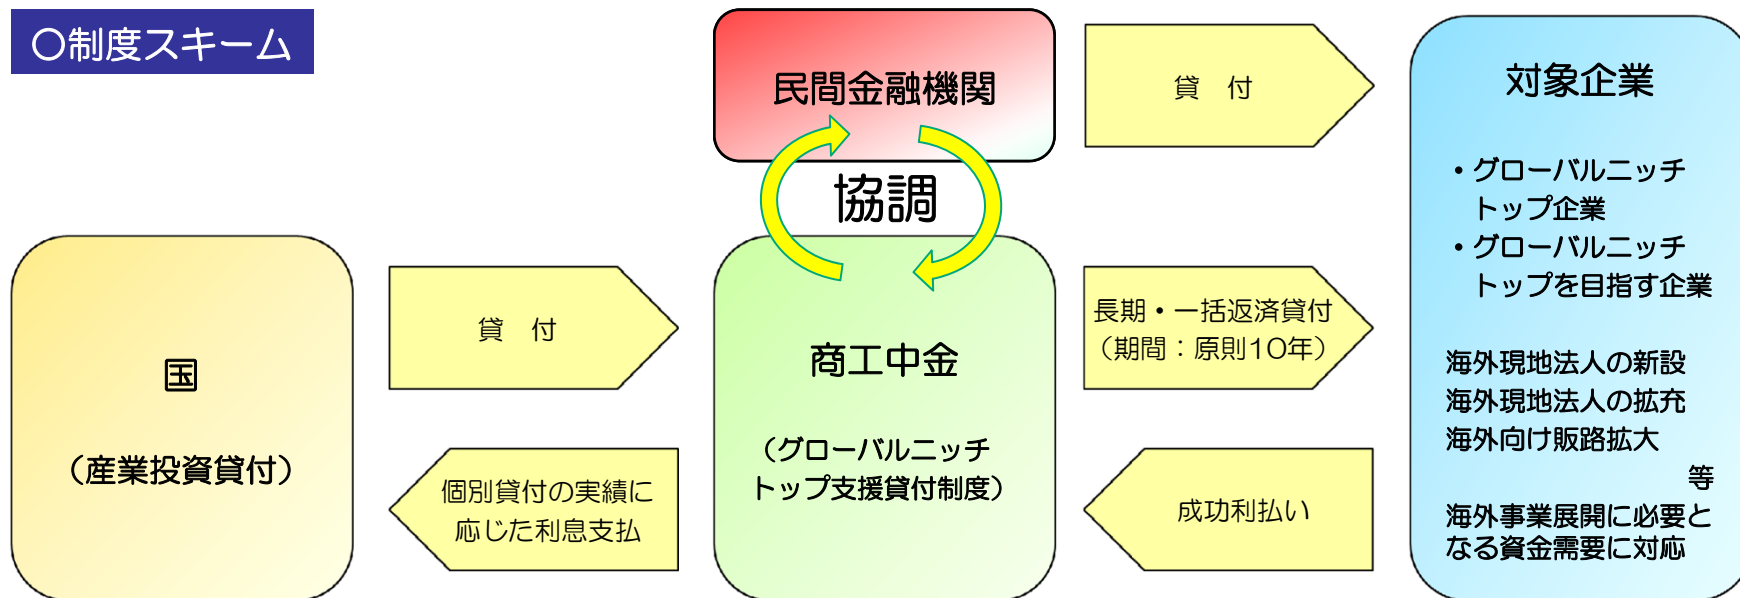 ○制度スキーム
民間金融機関
貸　付
協調
国
（産業投資貸付）
貸　付
個別貸付の実績に
応じた利息支払
商工中金
（グローバルニッチ
トップ支援貸付制度）
長期・一括返済貸付
（期間：原則10年）
成功利払い
対象企業
・グローバルニッチ
トップ企業
・グローバルニッチ
トップを目指す企業
海外現地法人の新設
海外現地法人の拡充
海外向け販路拡大
等
海外事業展開に必要と
なる資金需要に対応